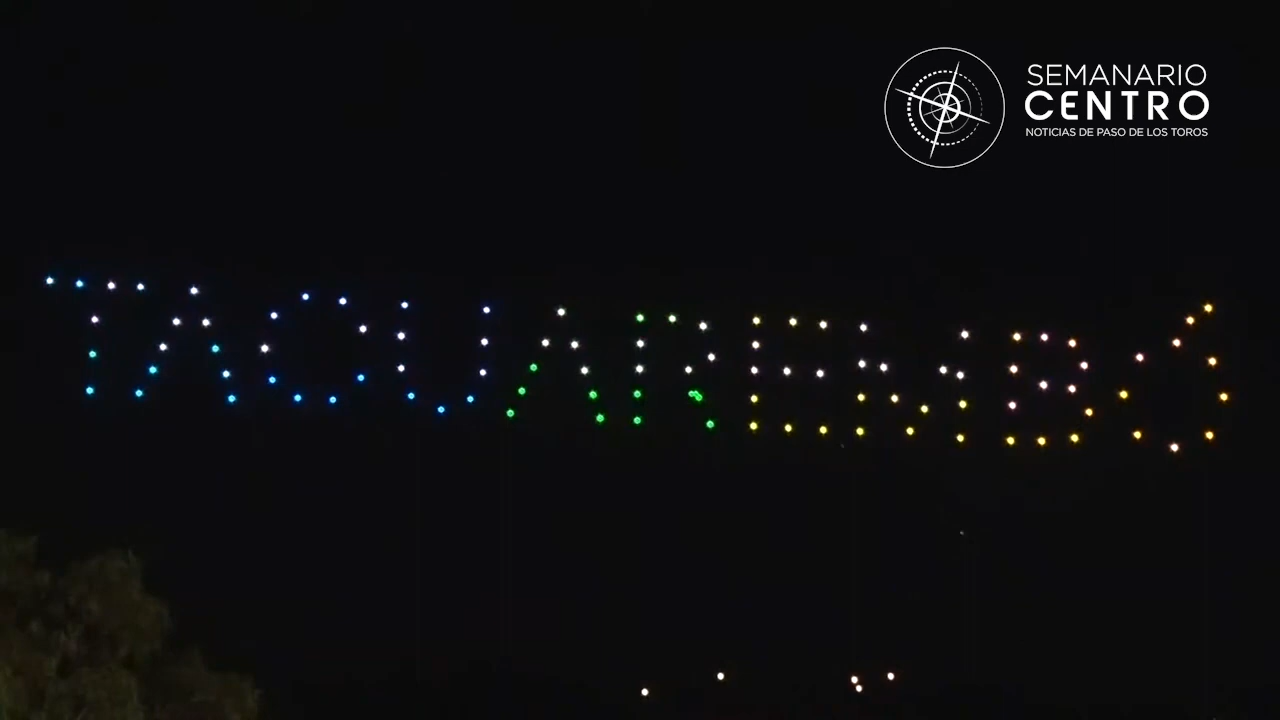 SEMANARIO
CENTRO
NOTICIAS DE PASO DE LOS TOROS
TACUAREMBÓ